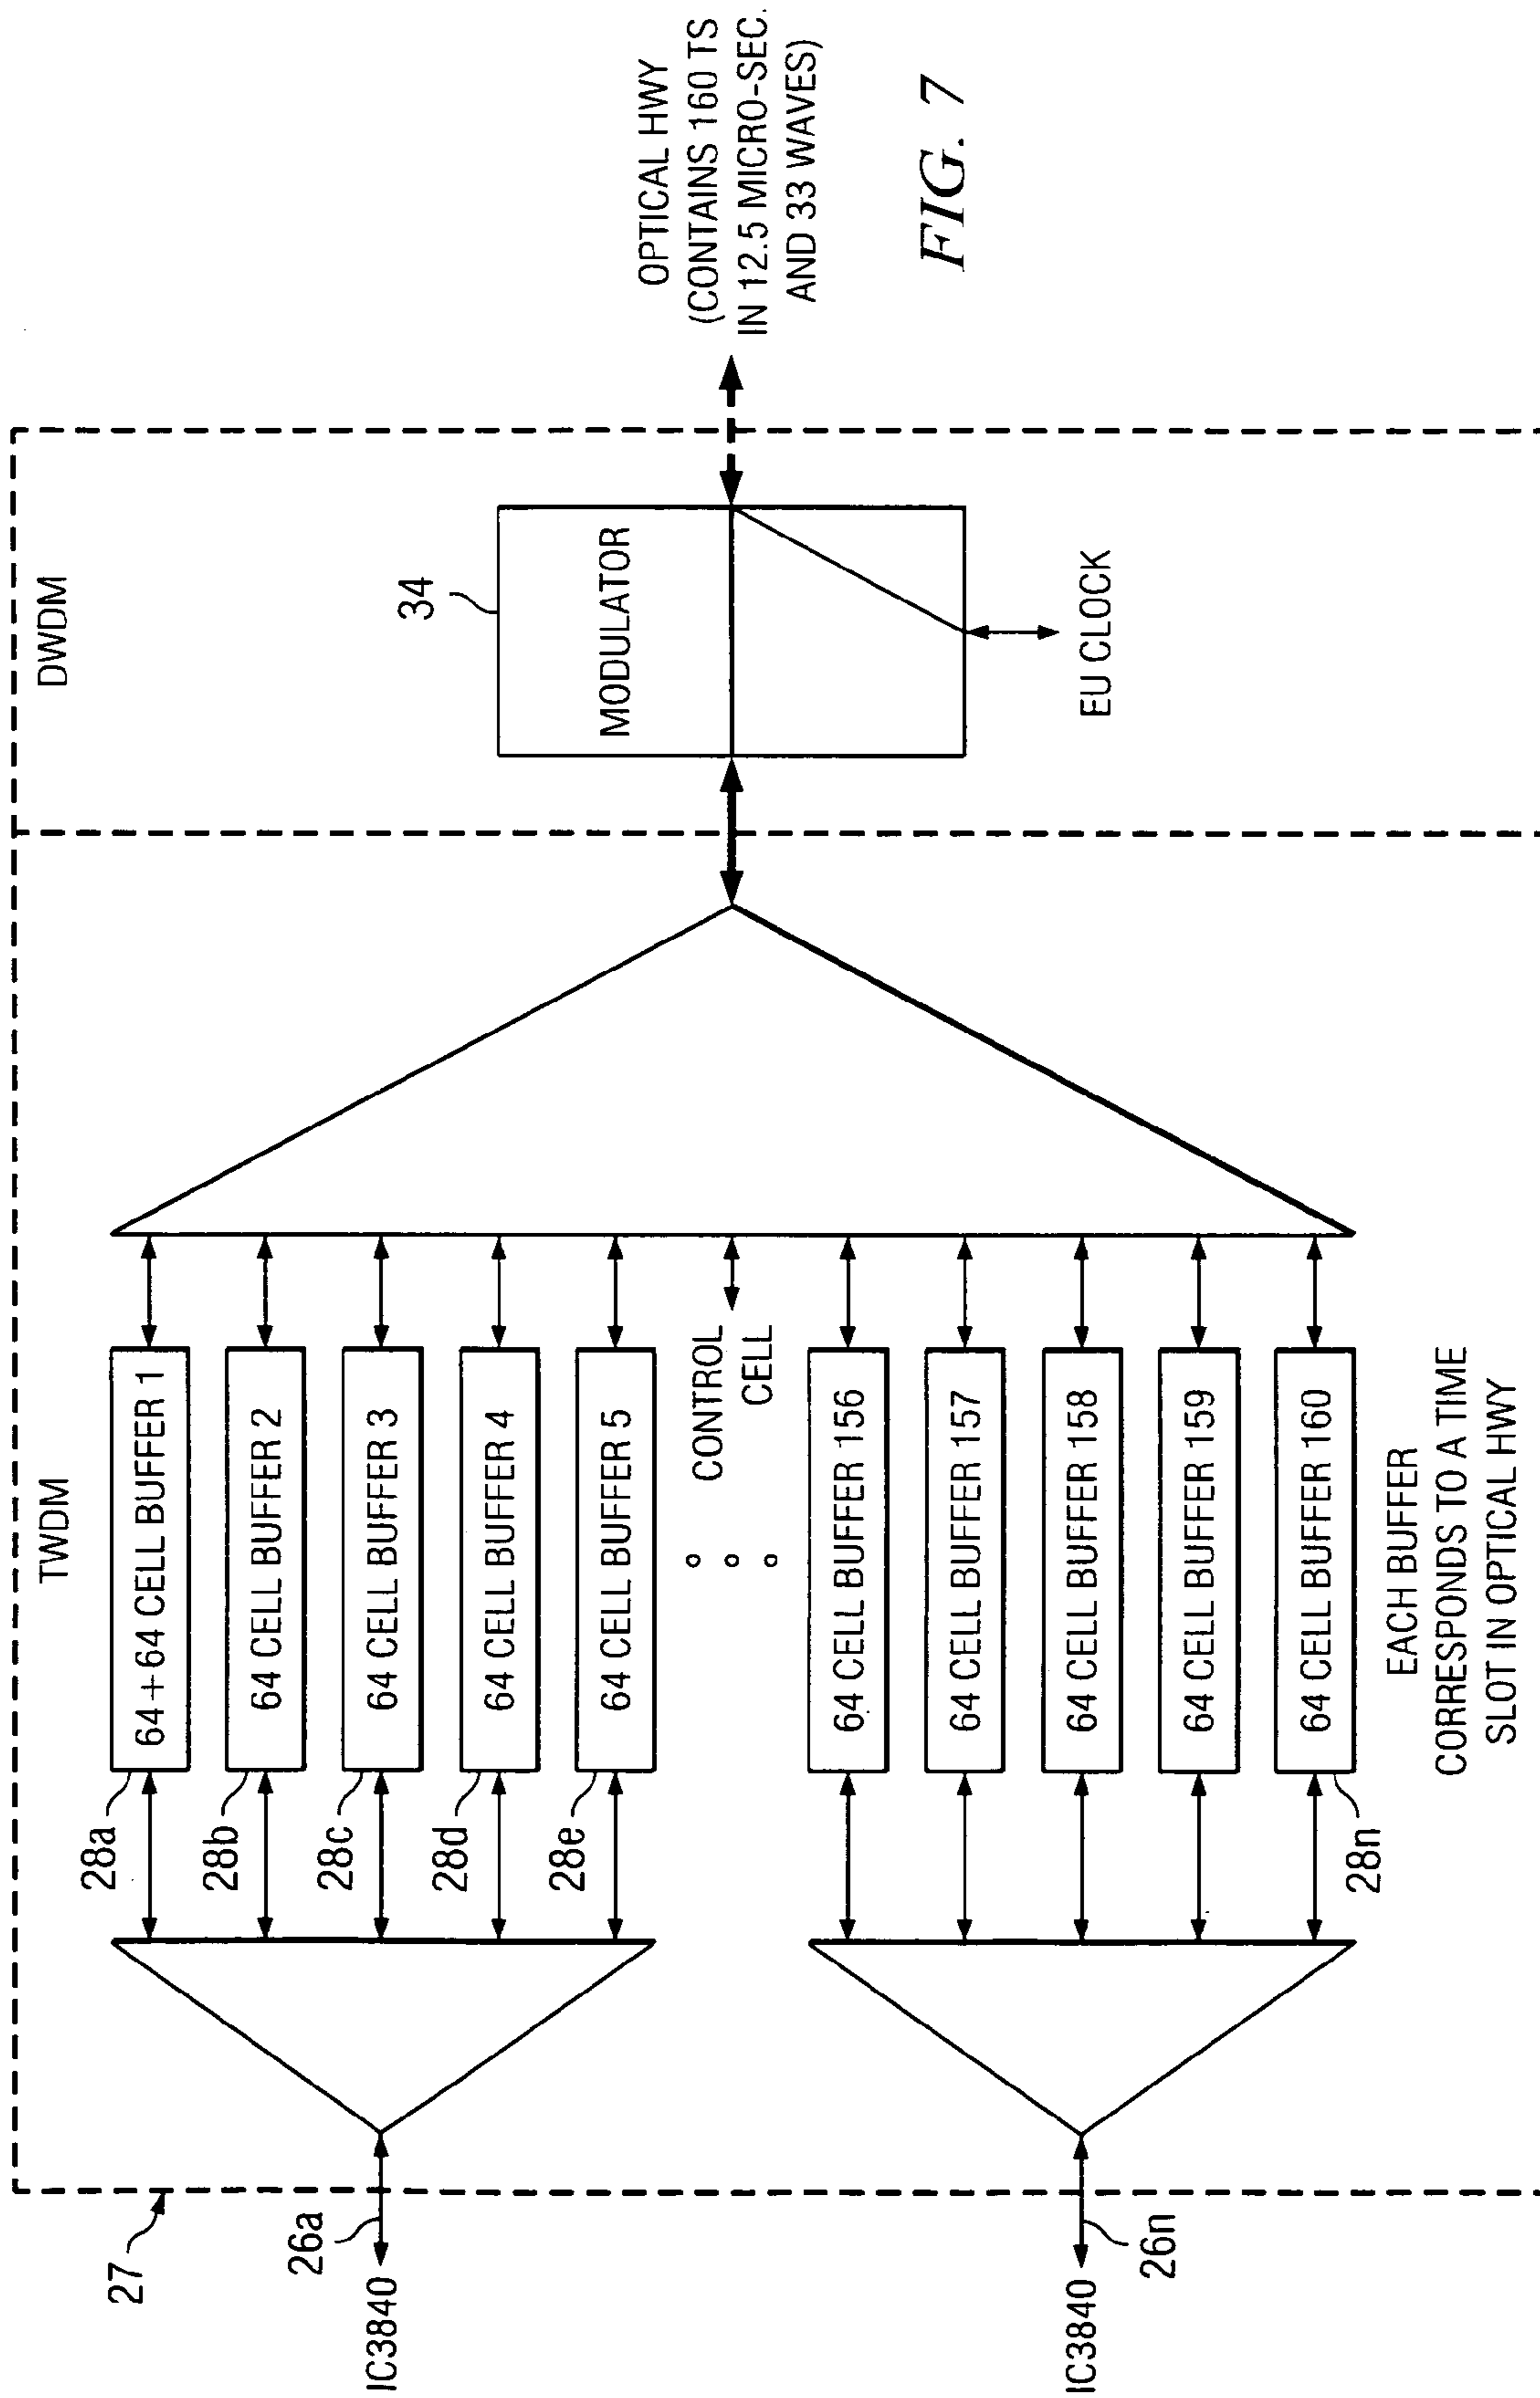 27
TWDM
DWDM
28a
64+64 CELL BUFFER 1
28b
64 CELL BUFFER 2
26a
IC3840
28c
64 CELL BUFFER 3
28d
64 CELL BUFFER 4
28e
64 CELL BUFFER 5
CONTROL
CELL
34
MODULATOR
EU CLOCK
OPTICAL HWY
(CONTAINS 160 TS
IN 12.5 MICRO-SEC.
AND 33 WAVES)
64 CELL BUFFER 156
64 CELL BUFFER 157
IC3840
26n
64 CELL BUFFER 158
64 CELL BUFFER 159
64 CELL BUFFER 160
28n
EACH BUFFER
CORRESPONDS TO A TIME
SLOT IN OPTICAL HWY
FIG. 7